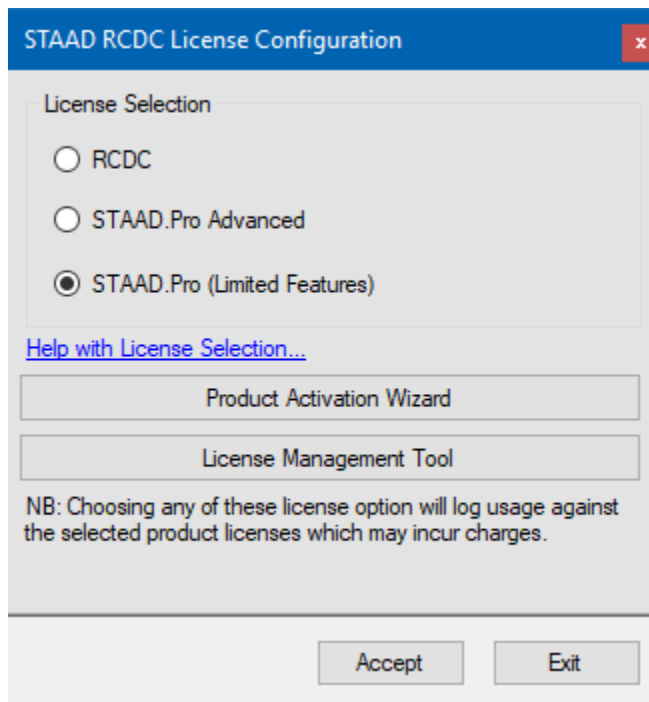 STAAD RCDC License Configuration
x
License Selection
RCDC
STAAD.Pro Advanced
STAAD.Pro (Limited Features)
Help with License Selection...
Product Activation Wizard
License Management Tool
NB: Choosing any of these license option will log usage against
the selected product licenses which may incur charges.
Accept
Exit